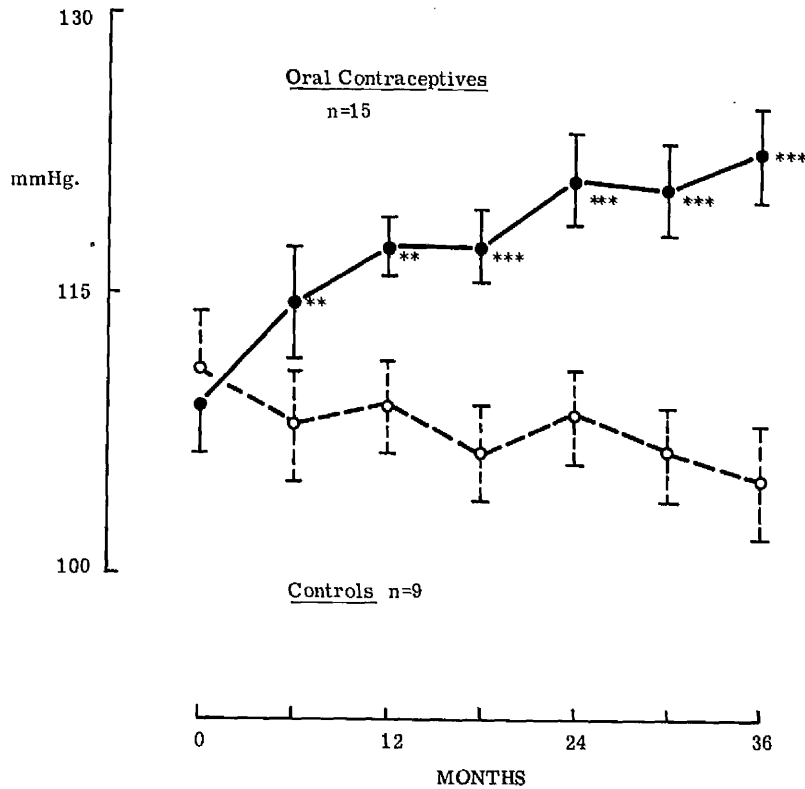 130
Oral Contraceptives
n=15
mmHg.
***
***
***
**
***
**
115
100
Controls n=9
0 12 24 36
MONTHS